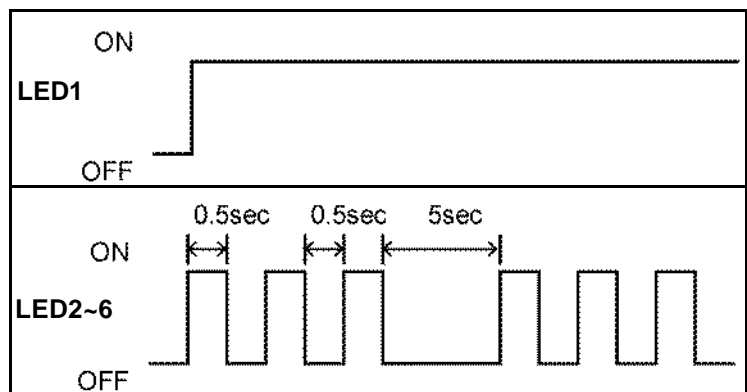 ON
LED1
OFF
0.5sec 0.5sec 5sec
ON
LED2~6
OFF